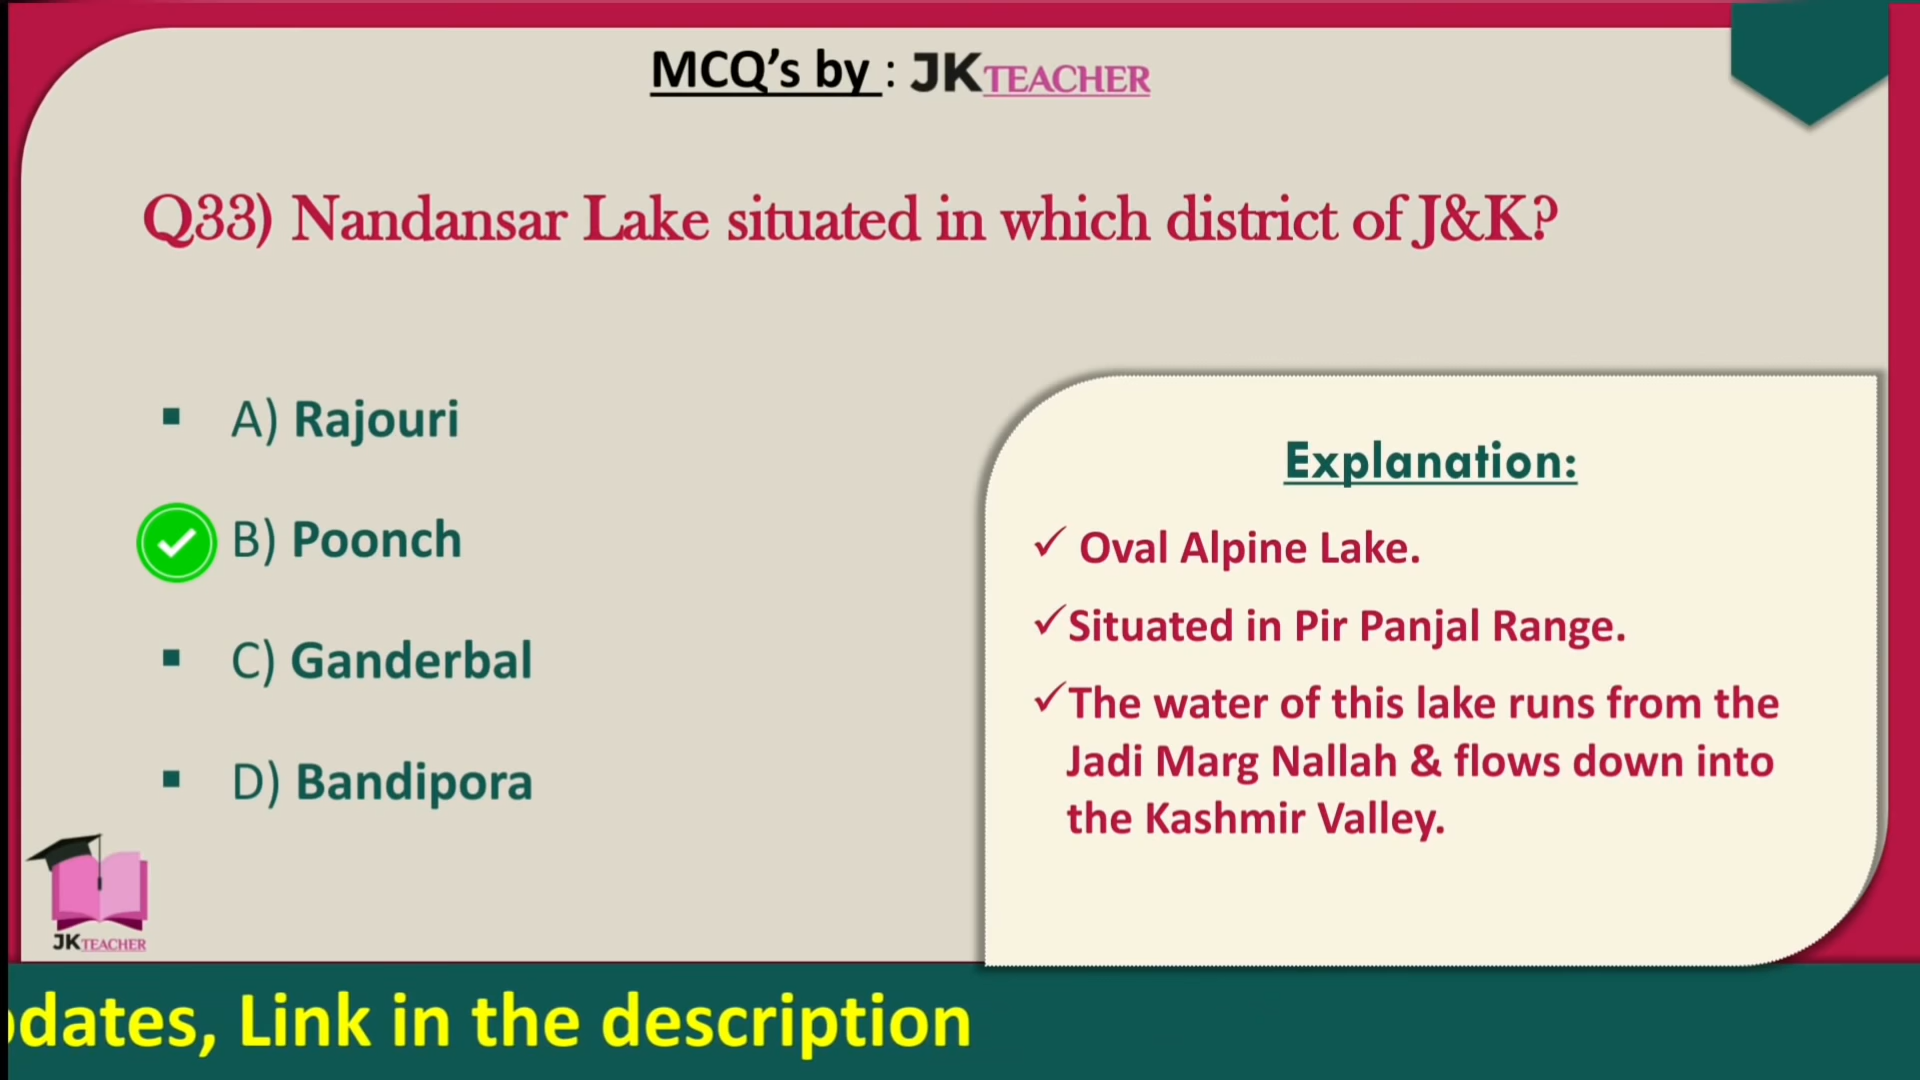 MCQ’s by : JKTEACHER
Q33) Nandansar Lake situated in which district of J&K?
▪ A) Rajouri
B) Poonch
▪ C) Ganderbal
▪ D) Bandipora
Explanation:
✓ Oval Alpine Lake.
✓Situated in Pir Panjal Range.
✓The water of this lake runs from the
Jadi Marg Nallah & flows down into
the Kashmir Valley.
JKTEACHER
dates, Link in the description